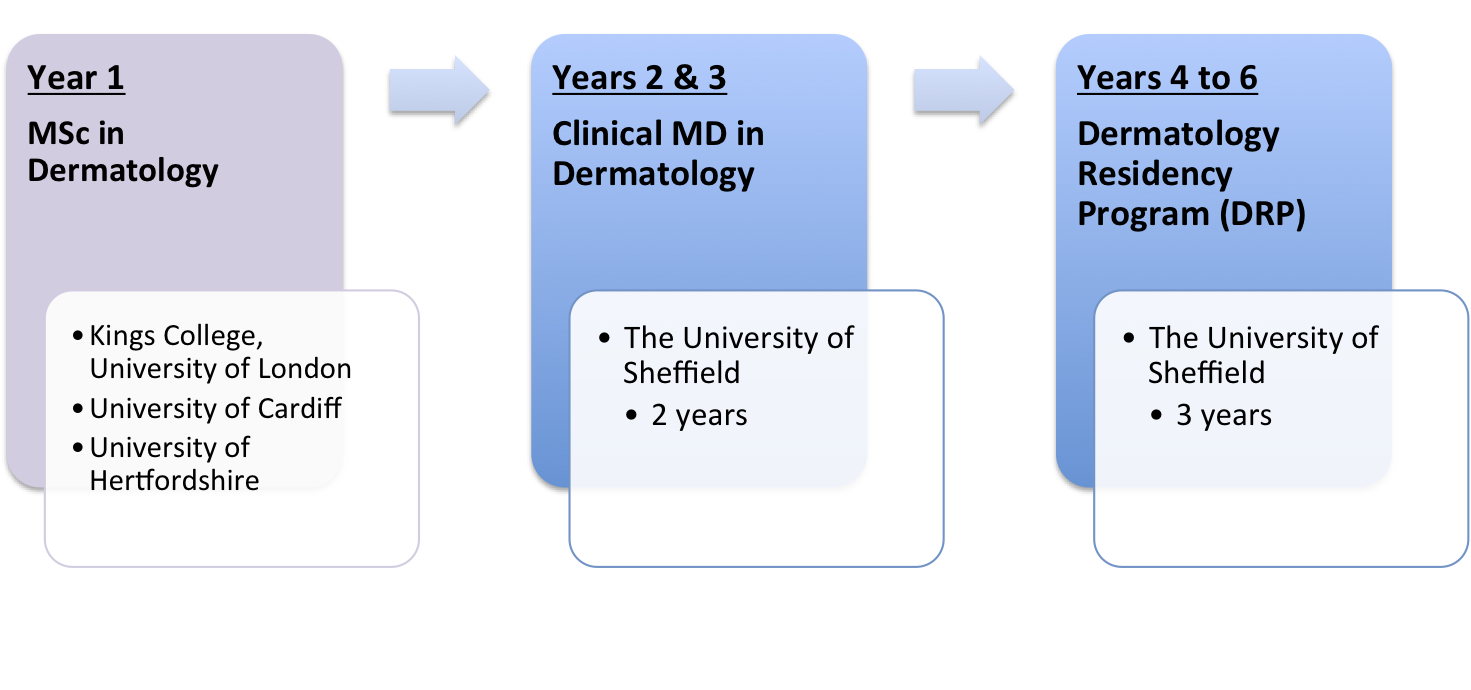 Year 1
MSc in
Dermatology
•Kings College,
University of London
•University of Cardiff
•University of
Hertfordshire
Years 2 & 3
Clinical MD in
Dermatology
• The University of
Sheffield
• 2 years
Years 4 to 6
Dermatology
Residency
Program (DRP)
• The University of
Sheffield
• 3 years